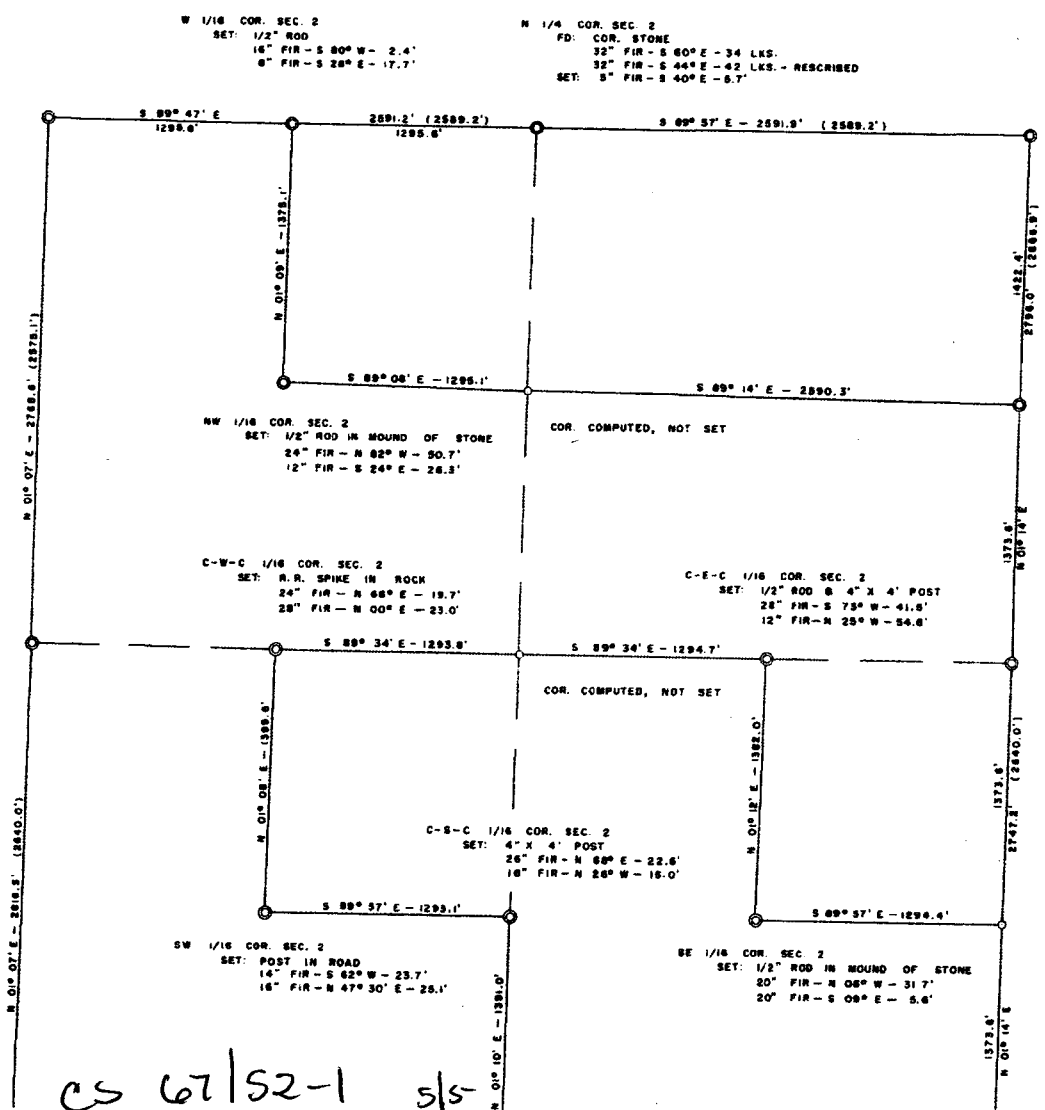 W 1/16 COR. SEC. 2
SET: 1/2" ROD
16" FIR - S 80° W - 2.4'
8" FIR - S 28° E - 17.7'
N 1/4 COR. SEC. 2
FD: COR. STONE
32" FIR - S 60° E - 34 LKS.
32" FIR - S 44° E - 42 LKS. - RESCRIBED
SET: 5" FIR - S 40° E - 6.7'
S 89° 47' E
1295.6'
2591.2' (2589.2')
1295.6'
S 89° 57' E - 2591.9' (2589.2')
N 01° 07' E - 2768.6' (2575.1')
N 01° 09' E - 1375.1'
1422.4'
2796.0' (2666.9')
S 89° 08' E - 1295.1'
S 89° 14' E - 2590.3'
NW 1/16 COR. SEC. 2
SET: 1/2" ROD IN MOUND OF STONE
24" FIR - N 82° W - 50.7'
12" FIR - S 24° E - 26.3'
COR. COMPUTED, NOT SET
1373.6'
N 01° 14' E
C-W-C 1/16 COR. SEC. 2
SET: R.R. SPIKE IN ROCK
24" FIR - N 68° E - 19.7'
28" FIR - N 00° E - 23.0'
C-E-C 1/16 COR. SEC. 2
SET: 1/2" ROD & 4" X 4' POST
28" FIR - S 73° W - 41.5'
12" FIR - N 25° W - 54.6'
S 89° 34' E - 1293.8'
S 89° 34' E - 1294.7'
COR. COMPUTED, NOT SET
N 01° 07' E - 2818.5' (2640.0')
N 01° 08' E - 1399.6'
N 01° 12' E - 1382.0'
1373.6'
2747.2' (2640.0')
C-S-C 1/16 COR. SEC. 2
SET: 4" X 4' POST
26" FIR - N 68° E - 22.6'
18" FIR - N 26° W - 16.0'
S 89° 57' E - 1293.1'
S 89° 57' E - 1294.4'
SW 1/16 COR. SEC. 2
SET: POST IN ROAD
14" FIR - S 62° W - 23.7'
16" FIR - N 47° 30' E - 25.1'
SE 1/16 COR. SEC. 2
SET: 1/2" ROD IN MOUND OF STONE
20" FIR - N 08° W - 31.7'
20" FIR - S 09° E - 5.6'
N 01° 10' E - 1391.0'
1373.6'
N 01° 14' E
CS 67/52-1 5/5